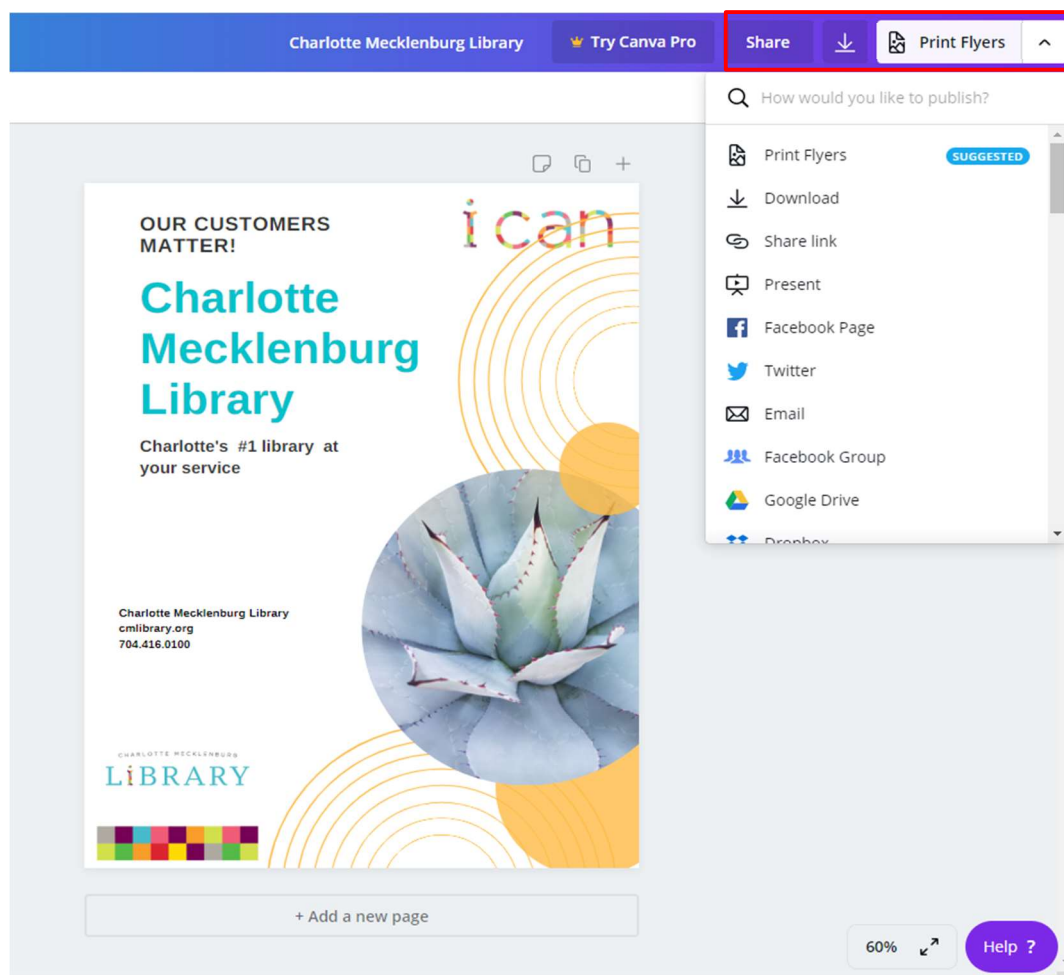 Charlotte Mecklenburg Library
Try Canva Pro
Share
Print Flyers
How would you like to publish?
Print Flyers SUGGESTED
Download
Share link
Present
Facebook Page
Twitter
Email
Facebook Group
Google Drive
Dropbox
i can
OUR CUSTOMERS
MATTER!
Charlotte
Mecklenburg
Library
Charlotte's #1 library at
your service
Charlotte Mecklenburg Library
cmlibrary.org
704.416.0100
CHARLOTTE MECKLENBURG
LiBRARY
+ Add a new page
60%
Help ?